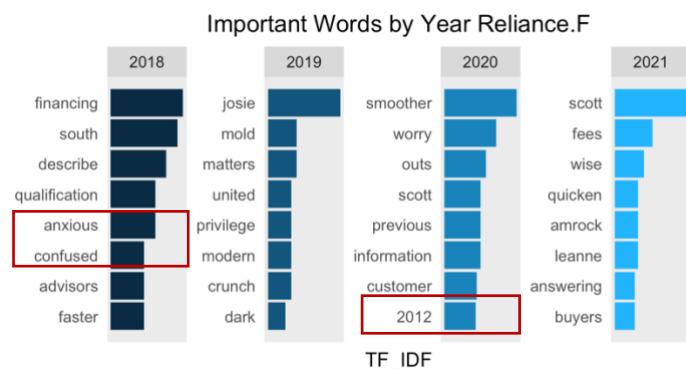 Important Words by Year Reliance.F
2018
financing
south
describe
qualification
anxious
confused
advisors
faster
2019
josie
mold
matters
united
privilege
modern
crunch
dark
2020
smoother
worry
outs
scott
previous
information
customer
2012
2021
scott
fees
wise
quicken
amrock
leanne
answering
buyers
TF_IDF